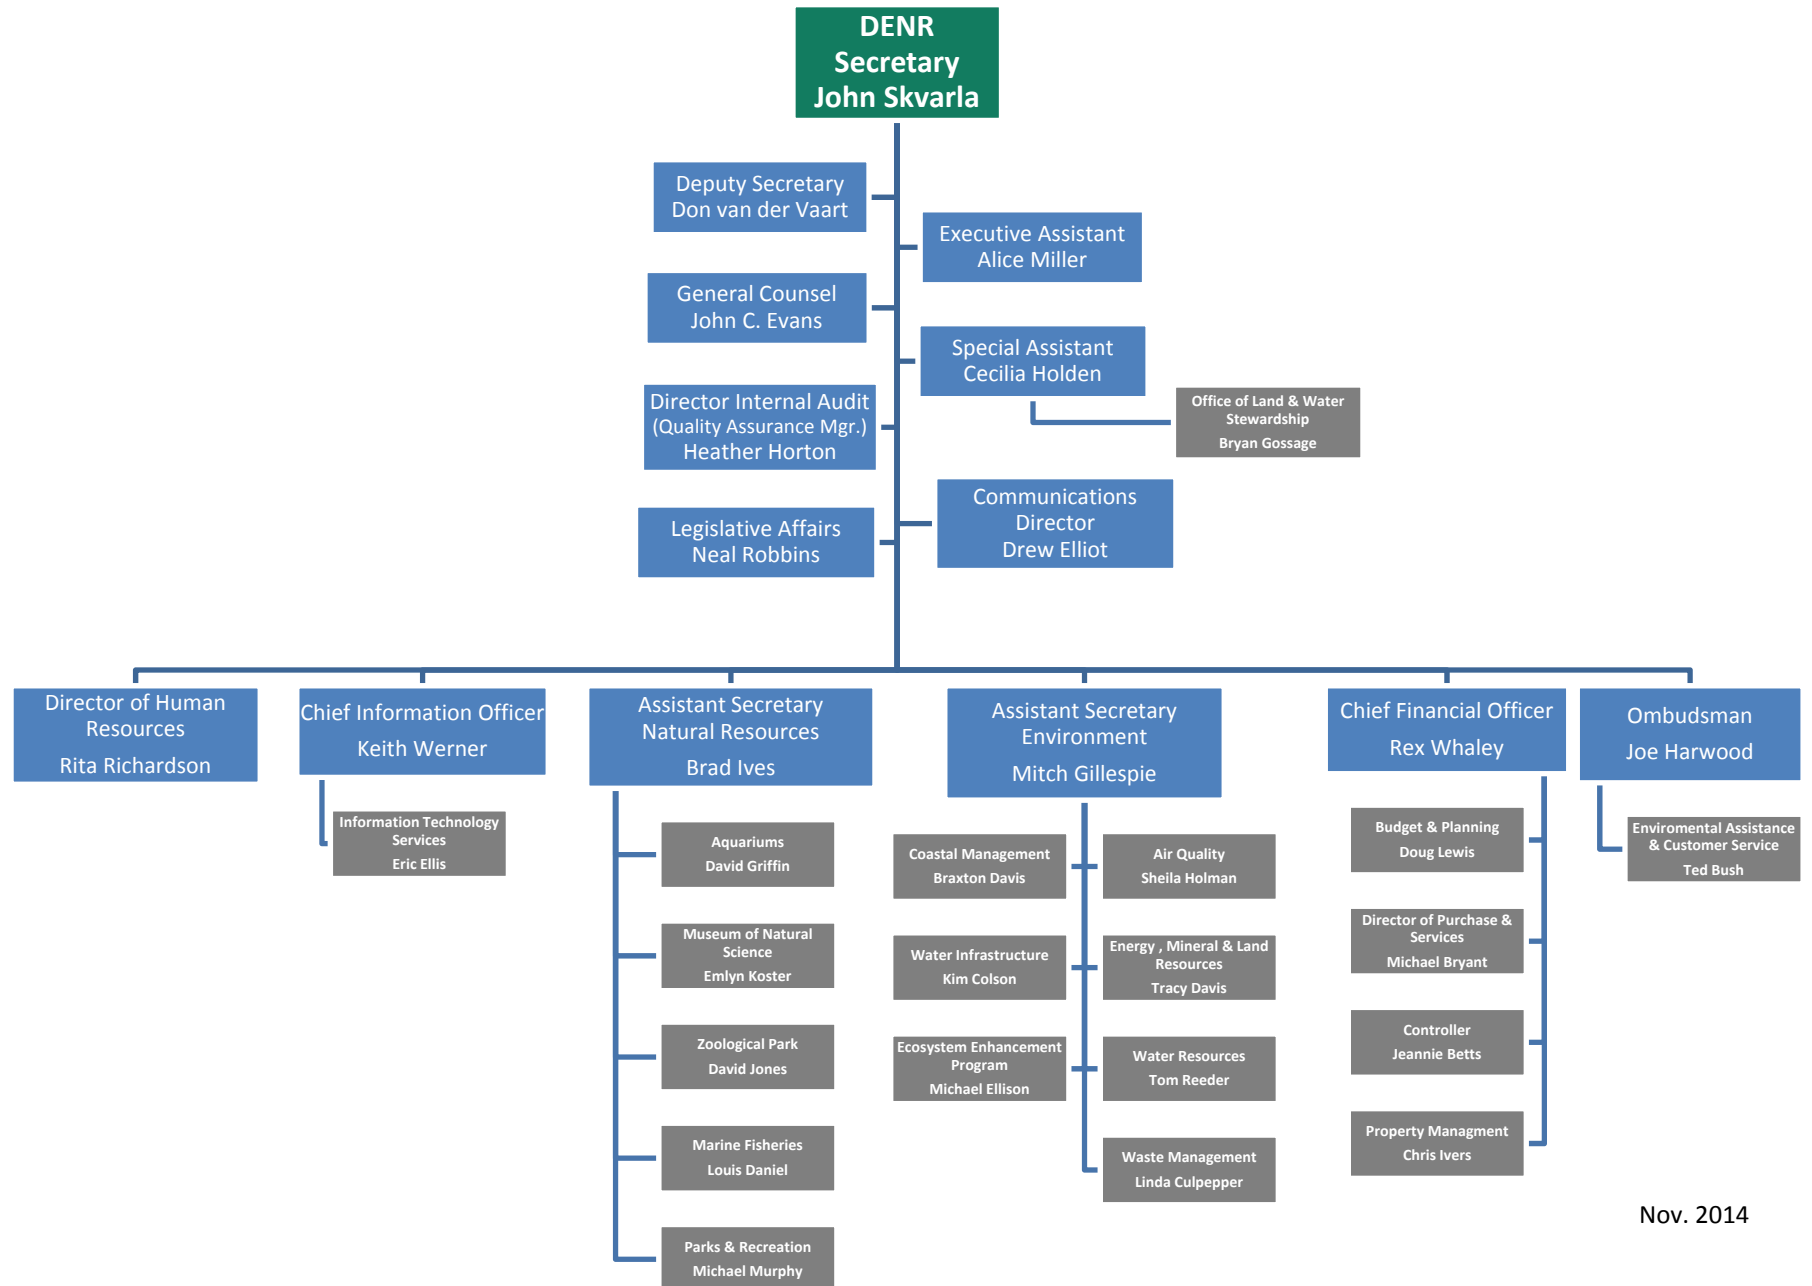 DENR
Secretary
John Skvarla
Deputy Secretary
Don van der Vaart
Executive Assistant
Alice Miller
General Counsel
John C. Evans
Special Assistant
Cecilia Holden
Director Internal Audit
(Quality Assurance Mgr.)
Heather Horton
Office of Land & Water
Stewardship
Bryan Gossage
Communications
Director
Drew Elliot
Legislative Affairs
Neal Robbins
Director of Human
Resources
Rita Richardson
Chief Information Officer
Keith Werner
Information Technology
Services
Eric Ellis
Assistant Secretary
Natural Resources
Brad Ives
Aquariums
David Griffin
Museum of Natural
Science
Emlyn Koster
Zoological Park
David Jones
Marine Fisheries
Louis Daniel
Parks & Recreation
Michael Murphy
Assistant Secretary
Environment
Mitch Gillespie
Coastal Management
Braxton Davis
Air Quality
Sheila Holman
Water Infrastructure
Kim Colson
Energy , Mineral & Land
Resources
Tracy Davis
Ecosystem Enhancement
Program
Michael Ellison
Water Resources
Tom Reeder
Waste Management
Linda Culpepper
Chief Financial Officer
Rex Whaley
Budget & Planning
Doug Lewis
Director of Purchase &
Services
Michael Bryant
Controller
Jeannie Betts
Property Managment
Chris Ivers
Ombudsman
Joe Harwood
Enviromental Assistance
& Customer Service
Ted Bush
Nov. 2014